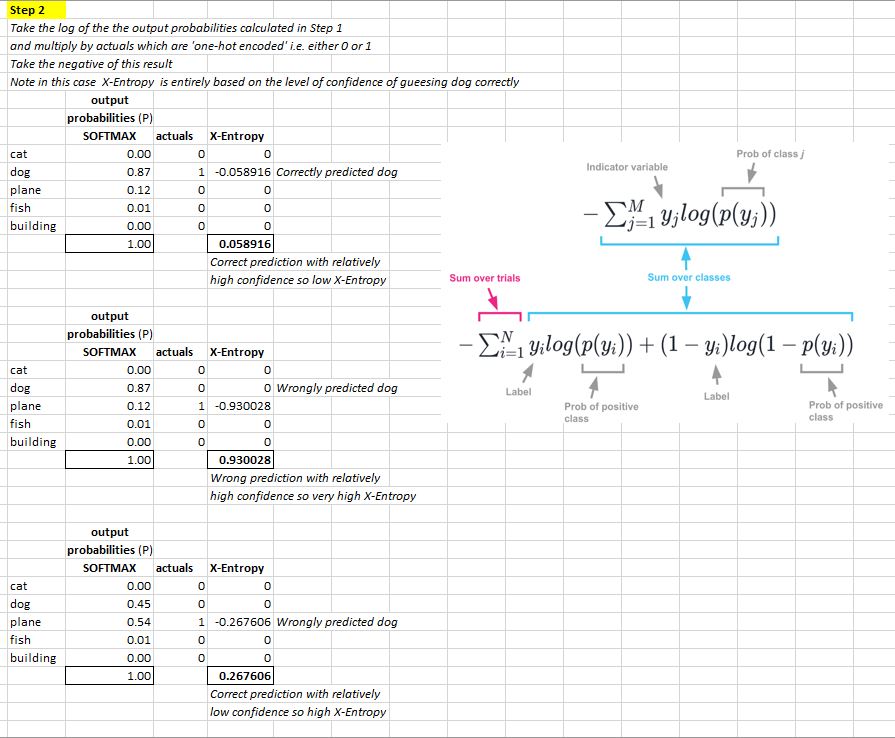 Step 2
Take the log of the the output probabilities calculated in Step 1
and multiply by actuals which are 'one-hot encoded' i.e. either 0 or 1
Take the negative of this result
Note in this case X-Entropy is entirely based on the level of confidence of gueesing dog correctly
output
probabilities (P)
SOFTMAX actuals X-Entropy
cat 0.00 0 0
dog 0.87 1 -0.058916 Correctly predicted dog
plane 0.12 0 0
fish 0.01 0 0
building 0.00 0 0
1.00 0.058916
Correct prediction with relatively
high confidence so low X-Entropy
output
probabilities (P)
SOFTMAX actuals X-Entropy
cat 0.00 0 0
dog 0.87 0 0 Wrongly predicted dog
plane 0.12 1 -0.930028
fish 0.01 0 0
building 0.00 0 0
1.00 0.930028
Wrong prediction with relatively
high confidence so very high X-Entropy
output
probabilities (P)
SOFTMAX actuals X-Entropy
cat 0.00 0 0
dog 0.45 0 0
plane 0.54 1 -0.267606 Wrongly predicted dog
fish 0.01 0 0
building 0.00 0 0
1.00 0.267606
Correct prediction with relatively
low confidence so high X-Entropy
Prob of class j
Indicator variable
− ∑_{j=1}^{M} y_j log(p(y_j))
Sum over trials Sum over classes
− ∑_{i=1}^{N} y_i log(p(y_i)) + (1 − y_i)log(1 − p(y_i))
Label Label
Prob of positive
class
Prob of positive
class